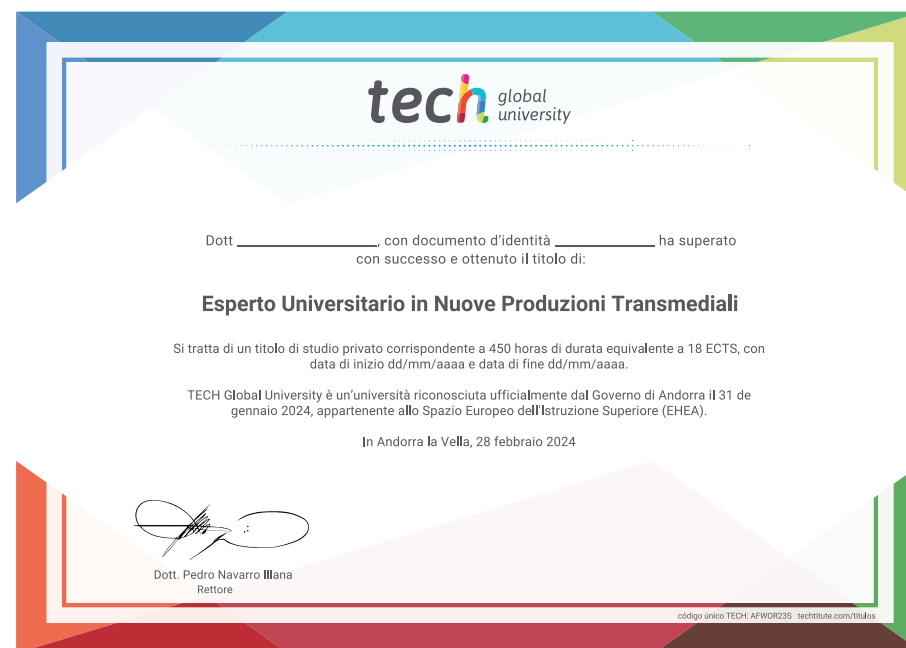 tech global university
Dott ____________, con documento d'identità ____________ ha superato
con successo e ottenuto il titolo di:
Esperto Universitario in Nuove Produzioni Transmediali
Si tratta di un titolo di studio privato corrispondente a 450 horas di durata equivalente a 18 ECTS, con
data di inizio dd/mm/aaaa e data di fine dd/mm/aaaa.
TECH Global University è un'università riconosciuta ufficialmente dal Governo di Andorra il 31 de
gennaio 2024, appartenente allo Spazio Europeo dell'Istruzione Superiore (EHEA).
In Andorra la Vella, 28 febbraio 2024
Dott. Pedro Navarro Illana
Rettore
código único TECH: AFWOR23S techtitute.com/titulos